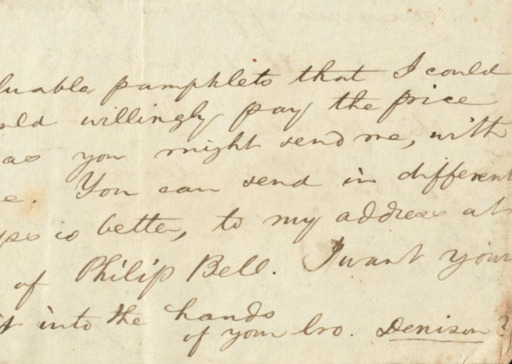 luable pamphlets that I could
uld willingly pay the price
as you might send me, with
e. You can send in different
ps is better, to my address at
of Philip Bell. I want your
t into the hands
of your bro. Denison?